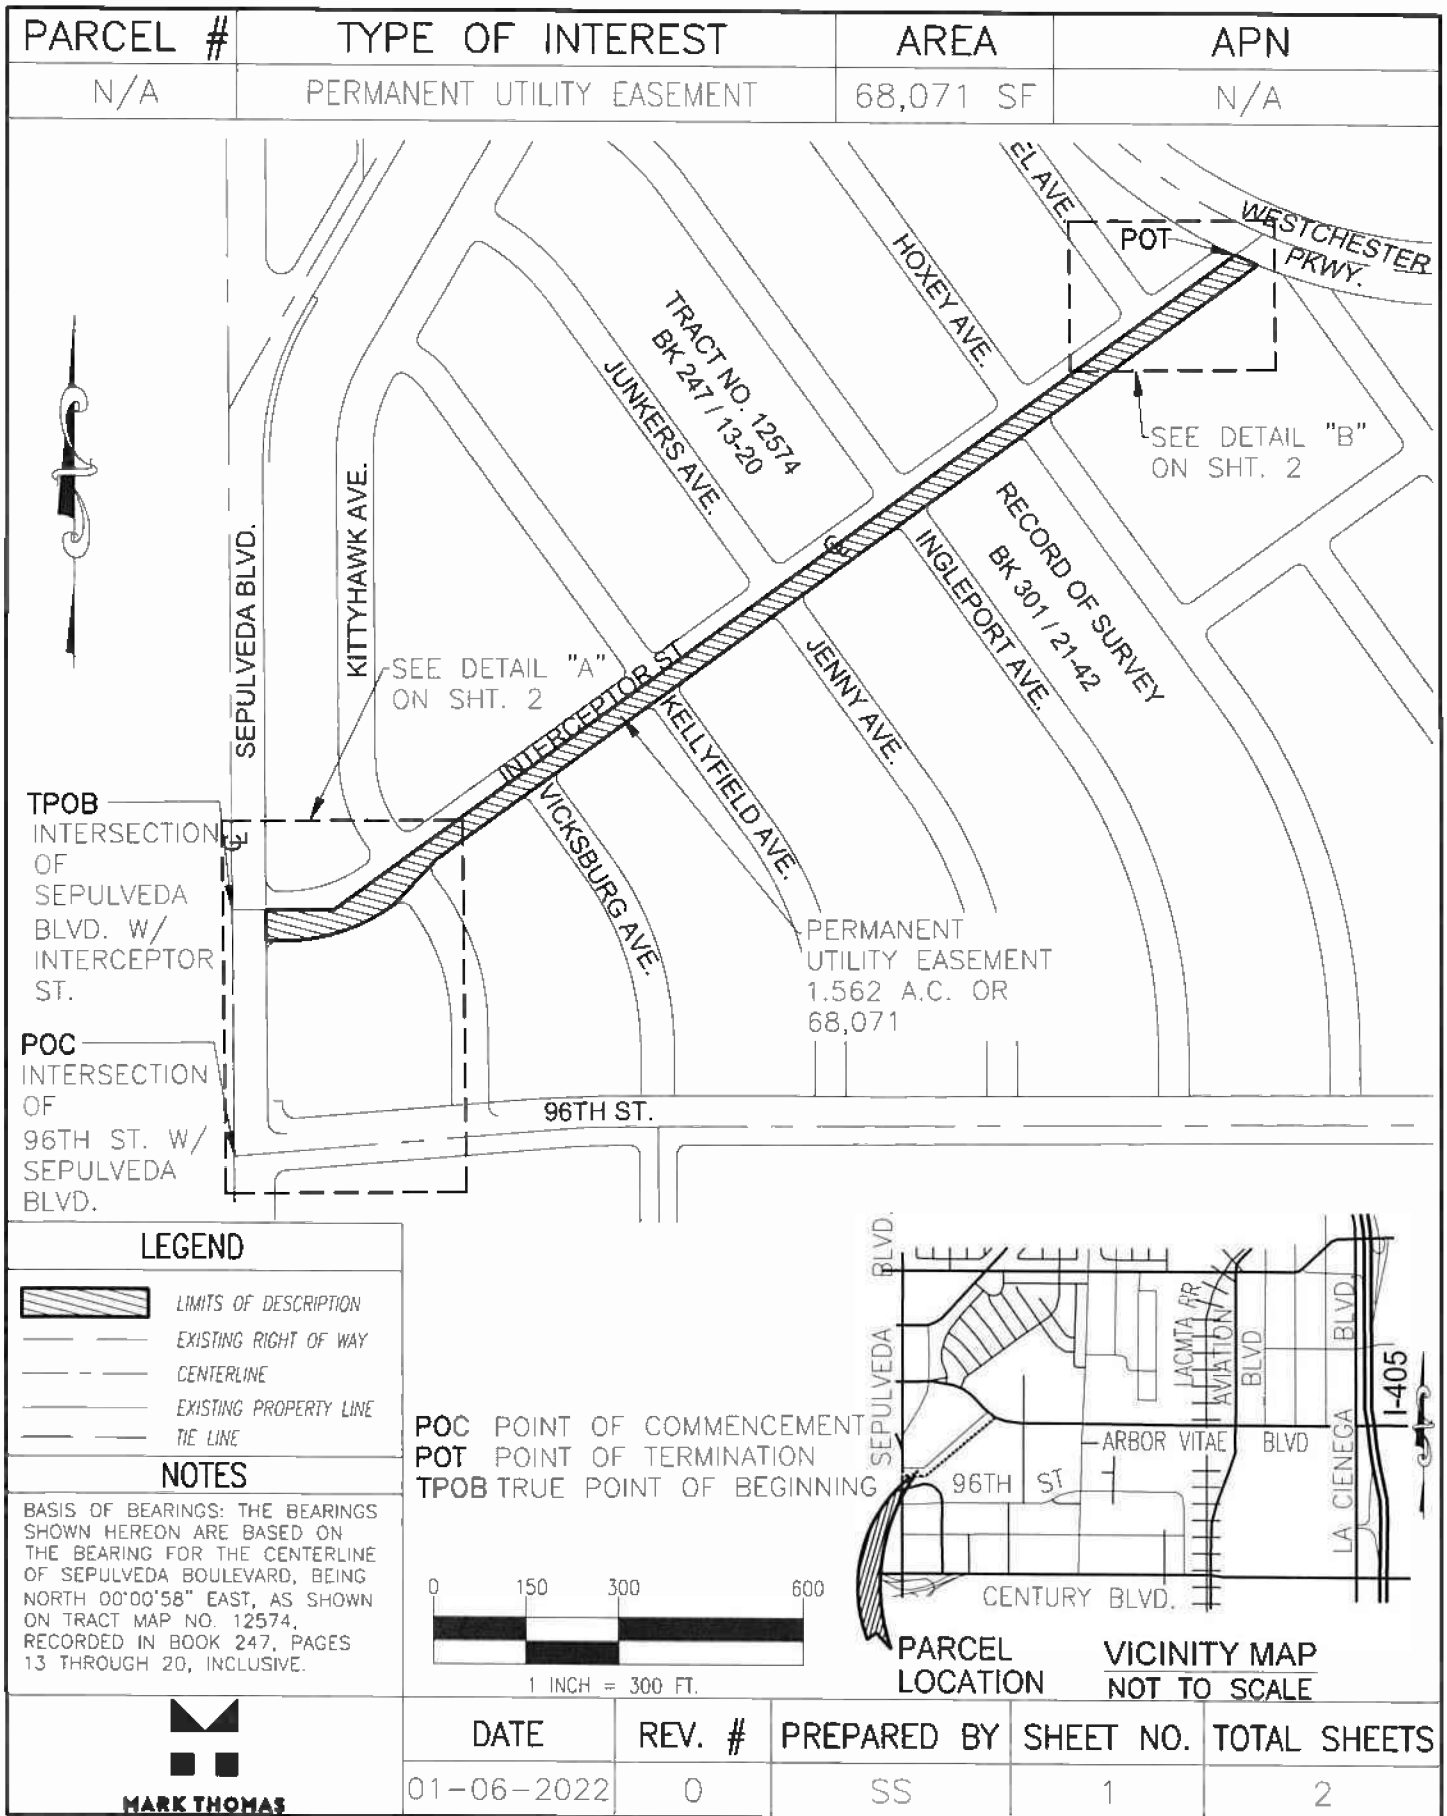 PARCEL # TYPE OF INTEREST AREA APN
N/A PERMANENT UTILITY EASEMENT 68,071 SF N/A
EL AVE.
WESTCHESTER
PKWY.
POT
HOXEY AVE.
TRACT NO. 12574
BK 247 / 13-20
JUNKERS AVE.
SEE DETAIL "B"
ON SHT. 2
RECORD OF SURVEY
BK 301 / 21-42
INGLEPORT AVE.
SEPULVEDA BLVD.
KITTYHAWK AVE.
CL
JENNY AVE.
SEE DETAIL "A"
ON SHT. 2
INTERCEPTOR ST.
KELLYFIELD AVE.
VICKSBURG AVE.
TPOB
INTERSECTION
OF
SEPULVEDA
BLVD. W/
INTERCEPTOR
ST.
CL
PERMANENT
UTILITY EASEMENT
1.562 A.C. OR
68,071
POC
INTERSECTION
OF
96TH ST. W/
SEPULVEDA
BLVD.
96TH ST.
LEGEND
LIMITS OF DESCRIPTION
EXISTING RIGHT OF WAY
CENTERLINE
EXISTING PROPERTY LINE
TIE LINE
NOTES
BASIS OF BEARINGS: THE BEARINGS
SHOWN HEREON ARE BASED ON
THE BEARING FOR THE CENTERLINE
OF SEPULVEDA BOULEVARD, BEING
NORTH 00°00'58" EAST, AS SHOWN
ON TRACT MAP NO. 12574,
RECORDED IN BOOK 247, PAGES
13 THROUGH 20, INCLUSIVE.
POC POINT OF COMMENCEMENT
POT POINT OF TERMINATION
TPOB TRUE POINT OF BEGINNING
0 150 300 600
1 INCH = 300 FT.
SEPULVEDA BLVD.
LACMTA RR
AVIATION
BLVD
LA CIENEGA BLVD.
I-405
ARBOR VITAE BLVD
96TH ST
CENTURY BLVD.
PARCEL
LOCATION
VICINITY MAP
NOT TO SCALE
MARK THOMAS
DATE REV. # PREPARED BY SHEET NO. TOTAL SHEETS
01-06-2022 0 SS 1 2